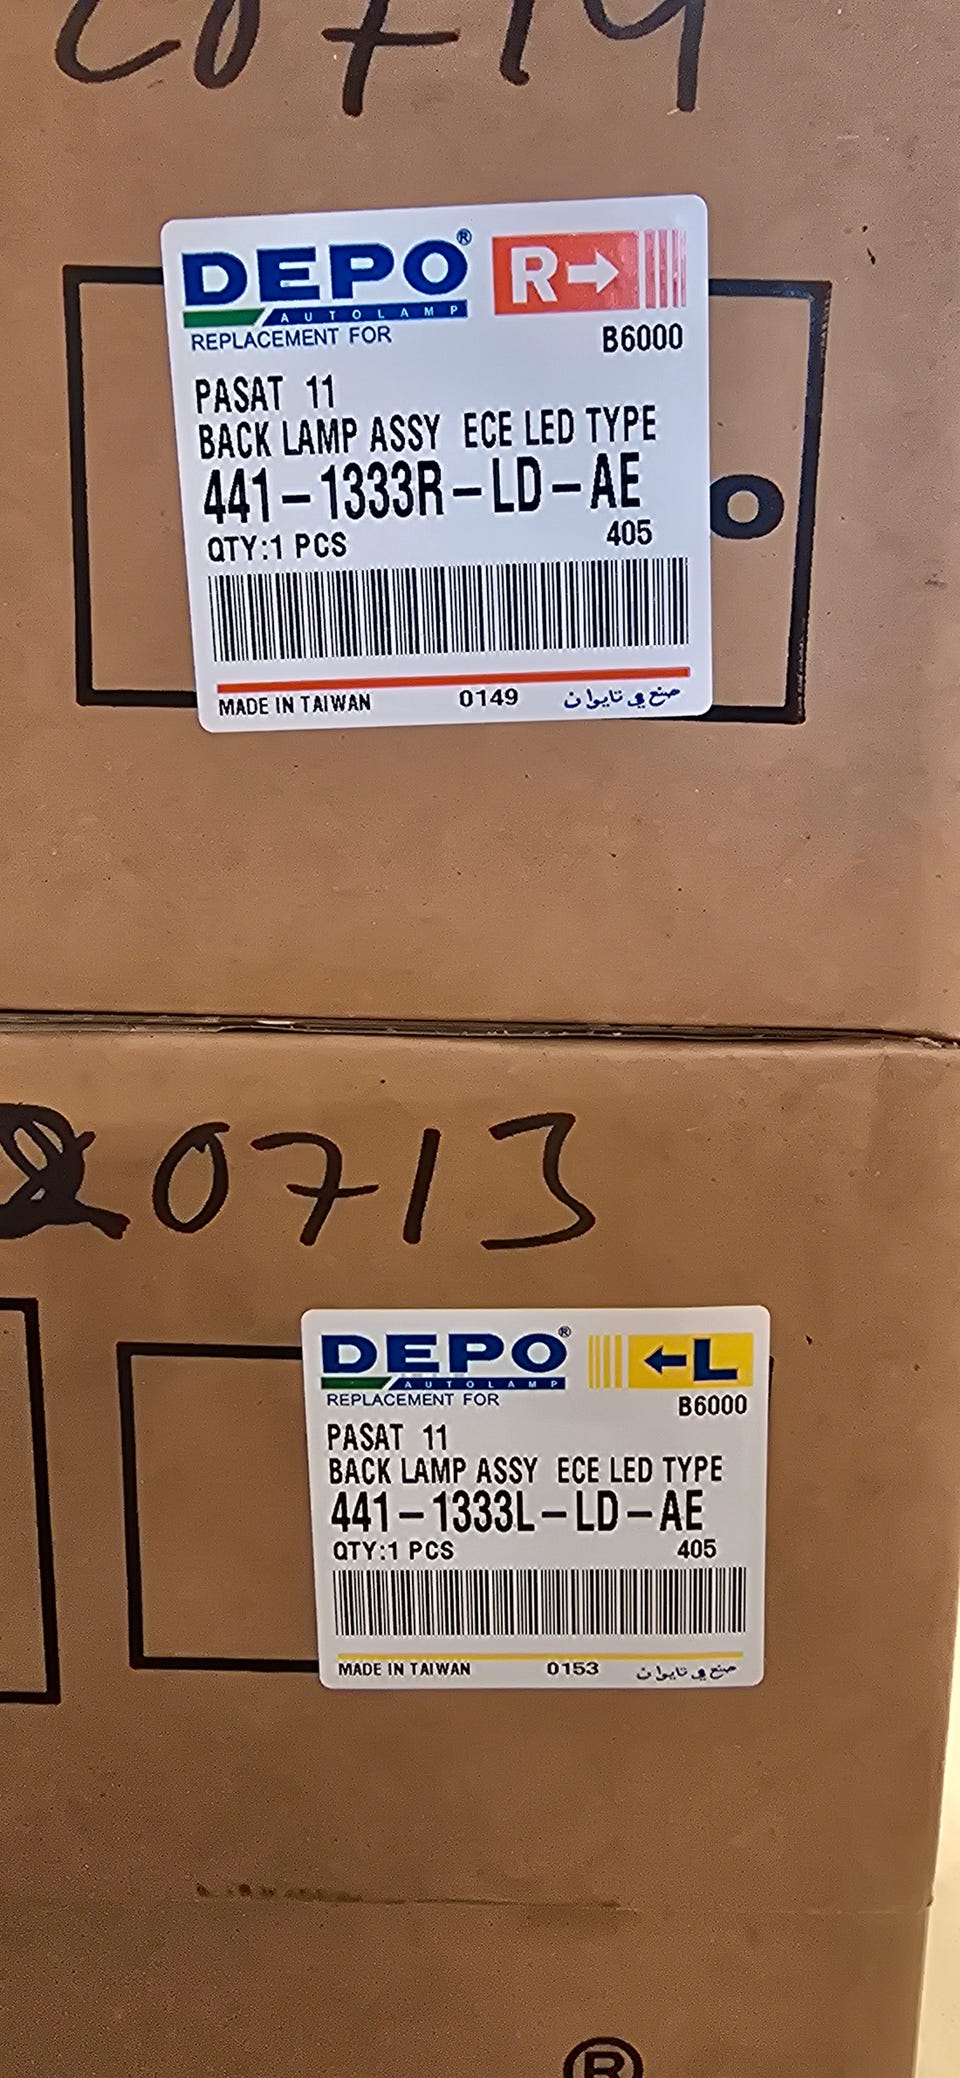 20714
DEPO®
AUTOLAMP
R→
REPLACEMENT FOR
B6000
PASAT 11
BACK LAMP ASSY ECE LED TYPE
441-1333R-LD-AE
O
QTY:1 PCS 405
MADE IN TAIWAN 0149 صنع في تايوان
20713
DEPO®
AUTOLAMP
←L
REPLACEMENT FOR
B6000
PASAT 11
BACK LAMP ASSY ECE LED TYPE
441-1333L-LD-AE
QTY:1 PCS 405
MADE IN TAIWAN 0153 صنع في تايوان
®